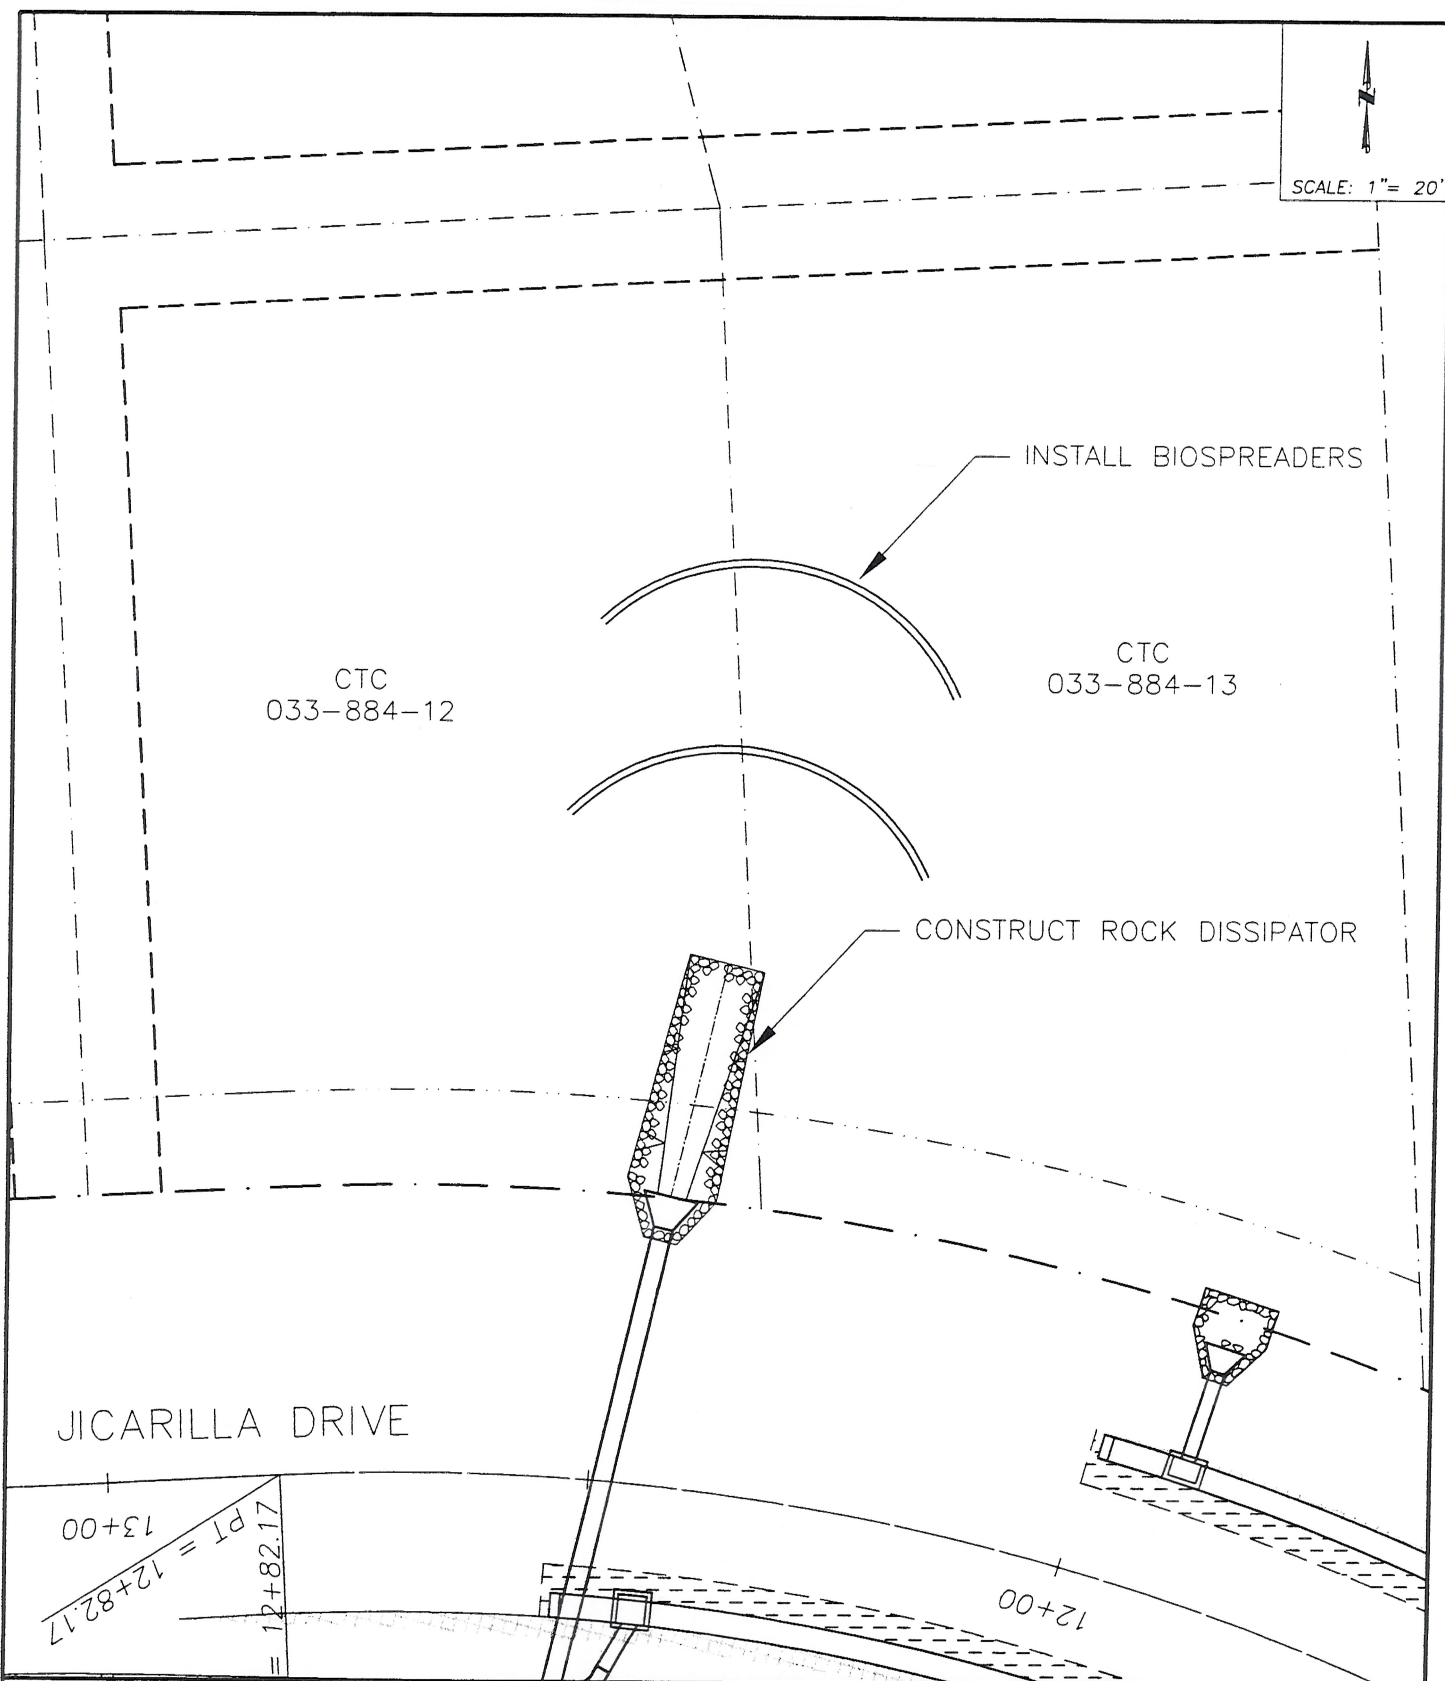 N
SCALE: 1"= 20'
INSTALL BIOSPREADERS
CTC
033-884-12
CTC
033-884-13
CONSTRUCT ROCK DISSIPATOR
JICARILLA DRIVE
13+00
PT = 12+82.17
= 12+82.17
12+00